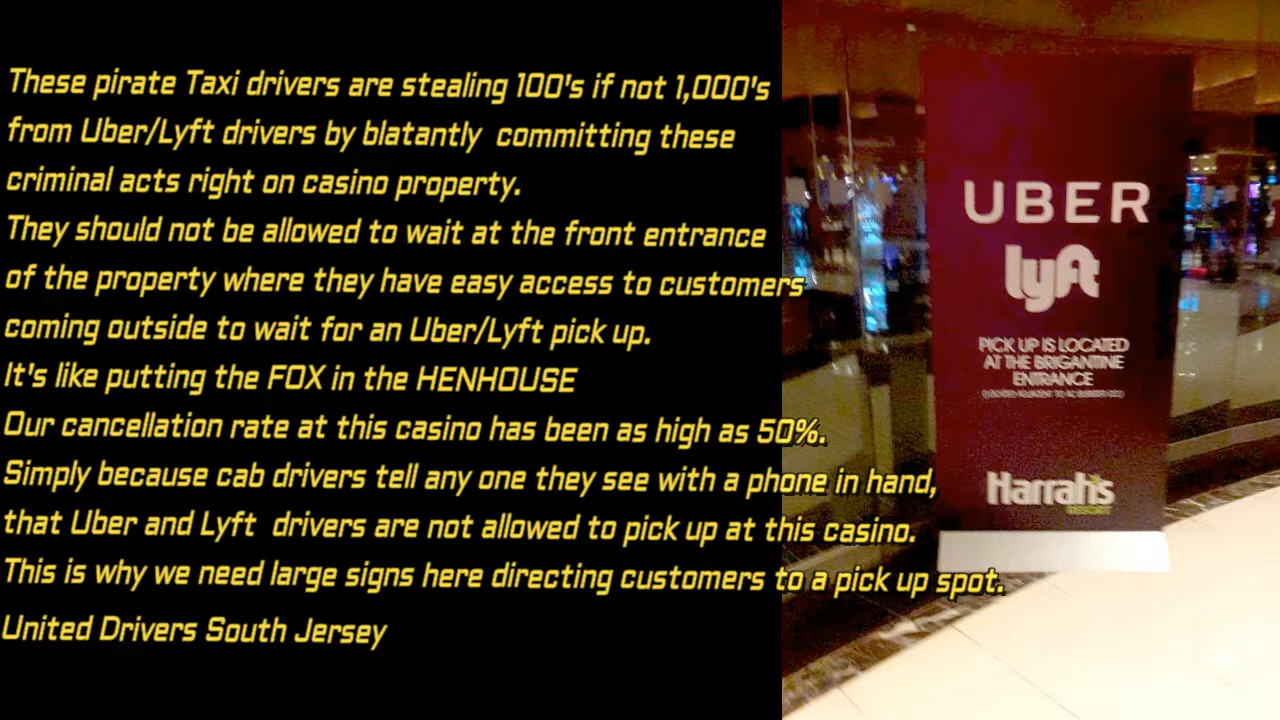 These pirate Taxi drivers are stealing 100's if not 1,000's
from Uber/Lyft drivers by blatantly committing these
criminal acts right on casino property.
They should not be allowed to wait at the front entrance
of the property where they have easy access to customers
coming outside to wait for an Uber/Lyft pick up.
It's like putting the FOX in the HENHOUSE
Our cancellation rate at this casino has been as high as 50%.
Simply because cab drivers tell any one they see with a phone in hand,
that Uber and Lyft drivers are not allowed to pick up at this casino.
This is why we need large signs here directing customers to a pick up spot.
United Drivers South Jersey
UBER
lyft
PICK UP IS LOCATED
AT THE BRIGANTINE
ENTRANCE
Harrah's
RESORT